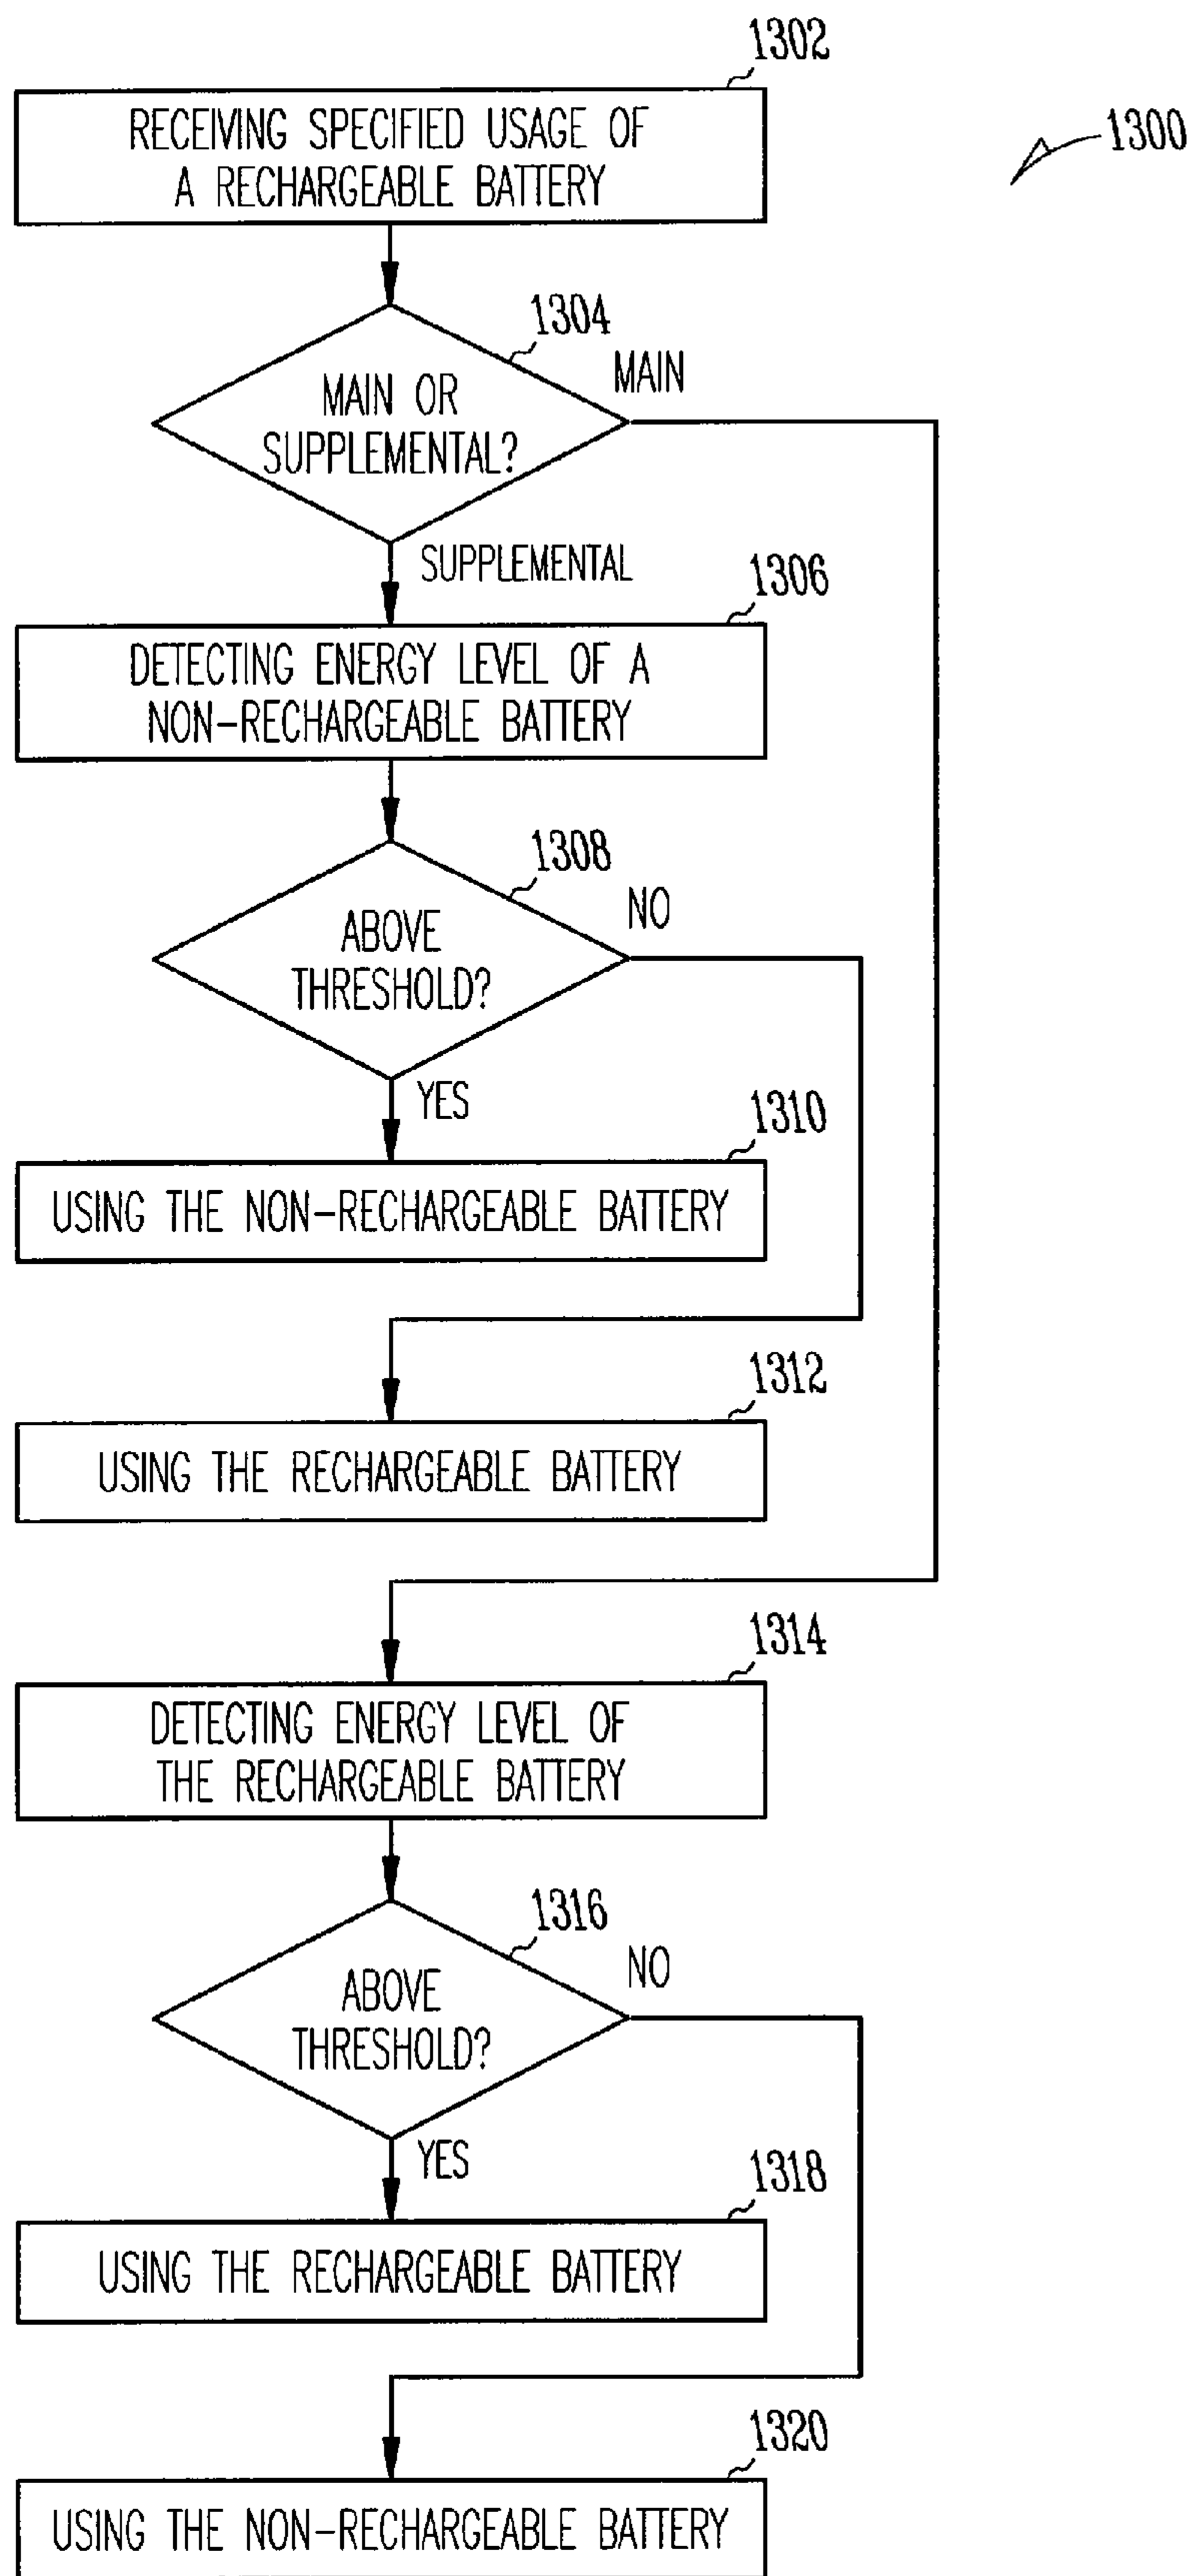 1302
RECEIVING SPECIFIED USAGE OF
A RECHARGEABLE BATTERY
1300
1304
MAIN
MAIN OR
SUPPLEMENTAL?
SUPPLEMENTAL
1306
DETECTING ENERGY LEVEL OF A
NON-RECHARGEABLE BATTERY
1308
NO
ABOVE
THRESHOLD?
YES
1310
USING THE NON-RECHARGEABLE BATTERY
1312
USING THE RECHARGEABLE BATTERY
1314
DETECTING ENERGY LEVEL OF
THE RECHARGEABLE BATTERY
1316
NO
ABOVE
THRESHOLD?
YES
1318
USING THE RECHARGEABLE BATTERY
1320
USING THE NON-RECHARGEABLE BATTERY